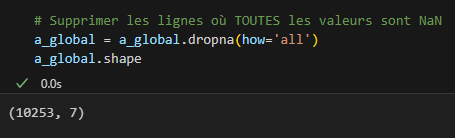 # Supprimer les lignes où TOUTES les valeurs sont NaN
a_global = a_global.dropna(how='all')
a_global.shape
✓ 0.0s
(10253, 7)